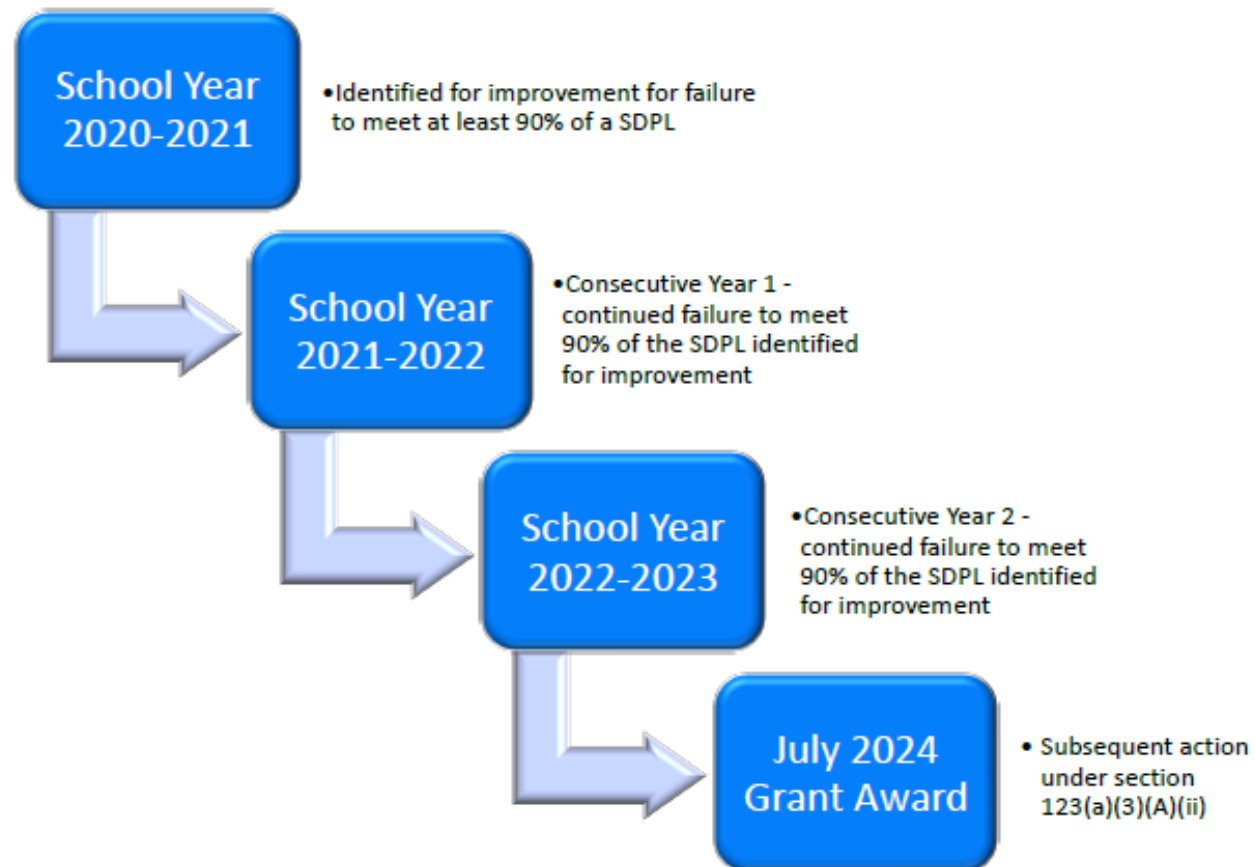 School Year
2020-2021
•Identified for improvement for failure
to meet at least 90% of a SDPL
School Year
2021-2022
•Consecutive Year 1 -
continued failure to meet
90% of the SDPL identified
for improvement
School Year
2022-2023
•Consecutive Year 2 -
continued failure to meet
90% of the SDPL identified
for improvement
July 2024
Grant Award
• Subsequent action
under section
123(a)(3)(A)(ii)